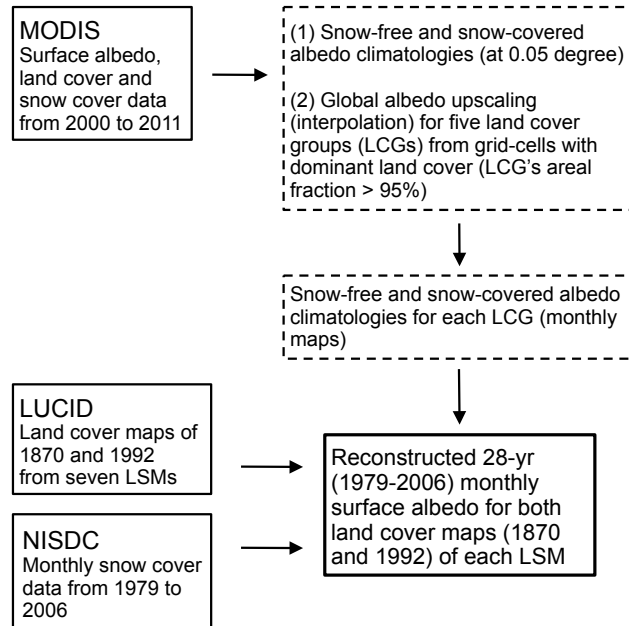 MODIS
Surface albedo,
land cover and
snow cover data
from 2000 to 2011
(1) Snow-free and snow-covered
albedo climatologies (at 0.05 degree)
(2) Global albedo upscaling
(interpolation) for five land cover
groups (LCGs) from grid-cells with
dominant land cover (LCG's areal
fraction > 95%)
Snow-free and snow-covered albedo
climatologies for each LCG (monthly
maps)
LUCID
Land cover maps of
1870 and 1992
from seven LSMs
NISDC
Monthly snow cover
data from 1979 to
2006
Reconstructed 28-yr
(1979-2006) monthly
surface albedo for both
land cover maps (1870
and 1992) of each LSM